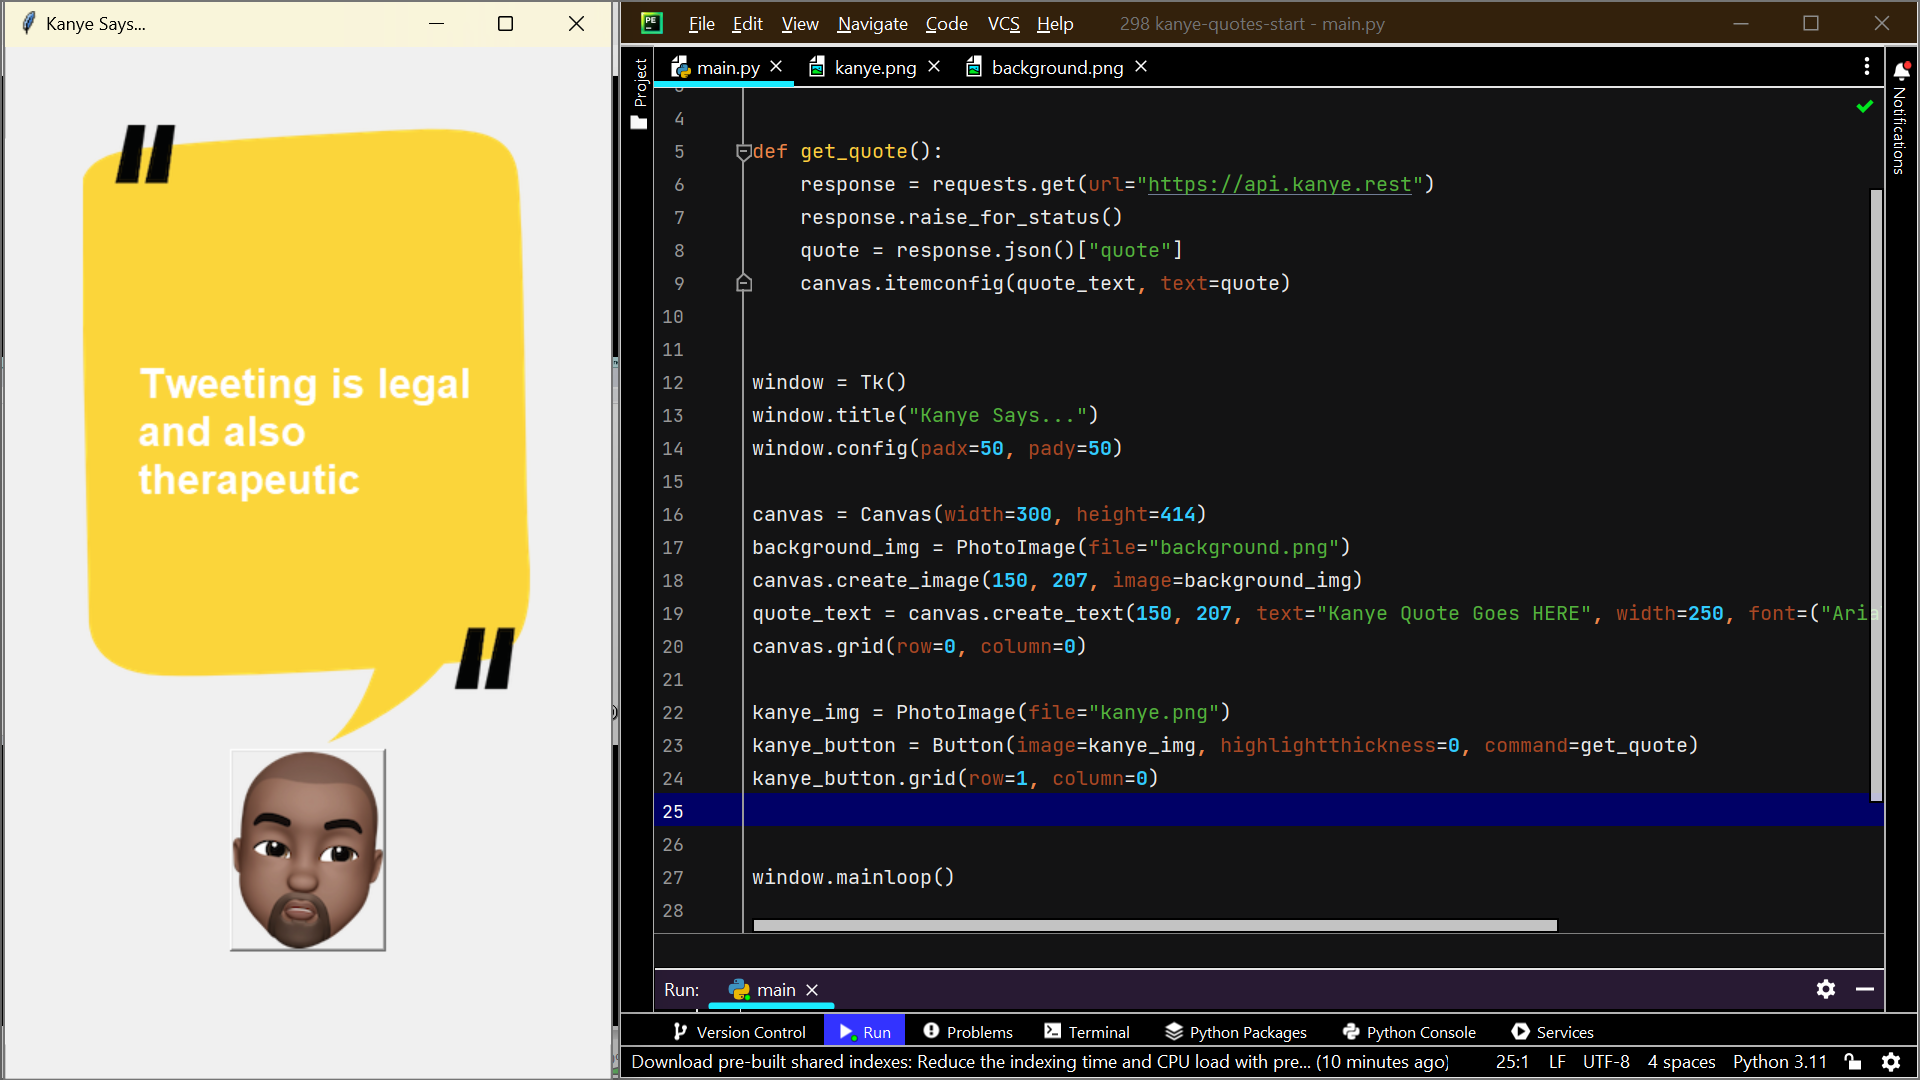 Kanye Says...
Tweeting is legal
and also
therapeutic
File Edit View Navigate Code VCS Help 298 kanye-quotes-start - main.py
Project
main.py kanye.png background.png
Notifications
4
5 def get_quote():
6 response = requests.get(url="https://api.kanye.rest")
7 response.raise_for_status()
8 quote = response.json()["quote"]
9 canvas.itemconfig(quote_text, text=quote)
10
11
12 window = Tk()
13 window.title("Kanye Says...")
14 window.config(padx=50, pady=50)
15
16 canvas = Canvas(width=300, height=414)
17 background_img = PhotoImage(file="background.png")
18 canvas.create_image(150, 207, image=background_img)
19 quote_text = canvas.create_text(150, 207, text="Kanye Quote Goes HERE", width=250, font=("Aria
20 canvas.grid(row=0, column=0)
21
22 kanye_img = PhotoImage(file="kanye.png")
23 kanye_button = Button(image=kanye_img, highlightthickness=0, command=get_quote)
24 kanye_button.grid(row=1, column=0)
25
26
27 window.mainloop()
28
Run: main
Version Control Run Problems Terminal Python Packages Python Console Services
Download pre-built shared indexes: Reduce the indexing time and CPU load with pre... (10 minutes ago) 25:1 LF UTF-8 4 spaces Python 3.11